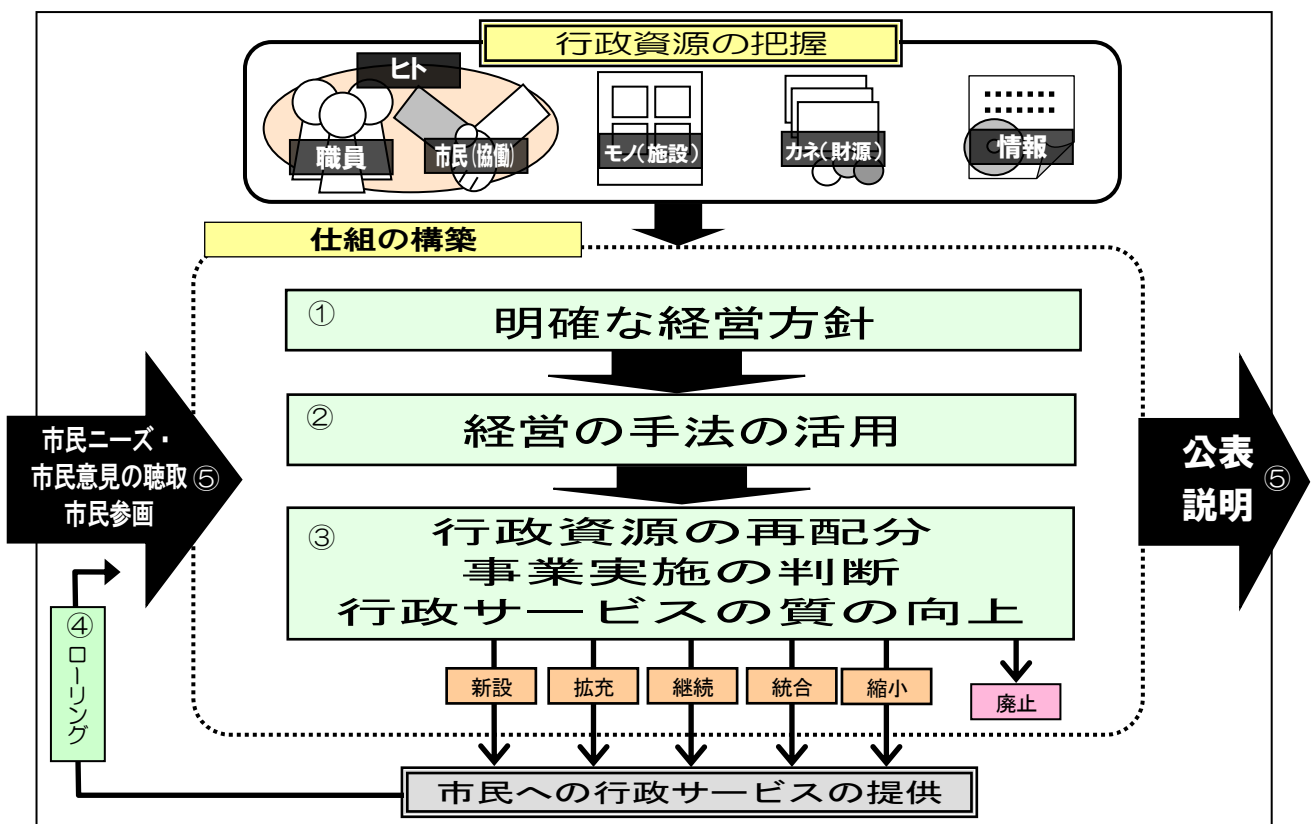 行政資源の把握
ヒト
職員
市民(協働)
モノ(施設)
カネ(財源)
情報
仕組の構築
① 明確な経営方針
② 経営の手法の活用
③ 行政資源の再配分
事業実施の判断
行政サービスの質の向上
市民ニーズ・
市民意見の聴取⑤
市民参画
公表
説明⑤
④ローリング
新設
拡充
継続
統合
縮小
廃止
市民への行政サービスの提供